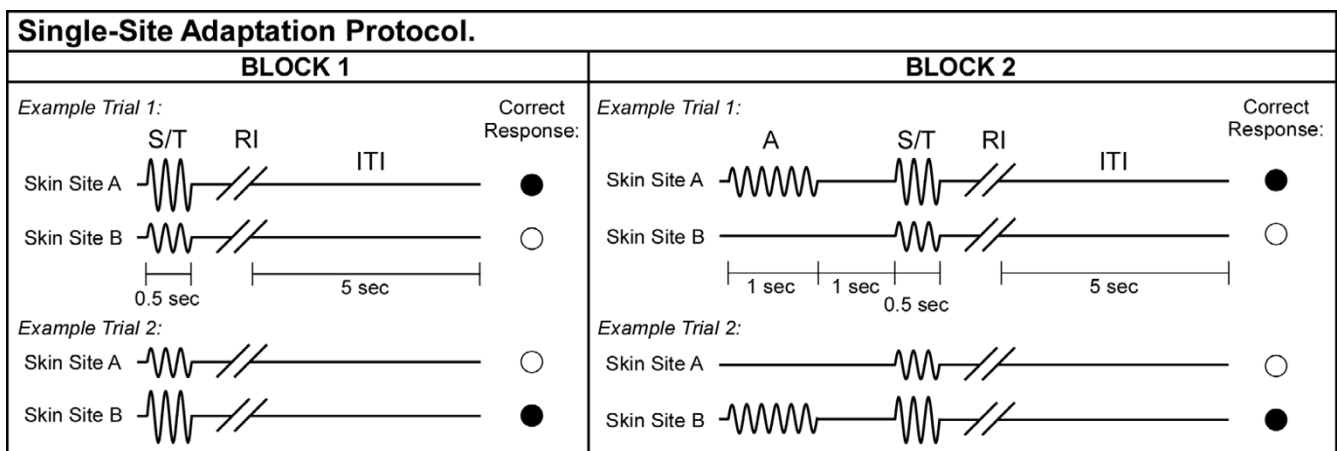 Single-Site Adaptation Protocol.
BLOCK 1
Example Trial 1:
Correct
Response:
S/T RI
ITI
Skin Site A
Skin Site B
0.5 sec
5 sec
Example Trial 2:
Skin Site A
Skin Site B
BLOCK 2
Example Trial 1:
Correct
Response:
A S/T RI
ITI
Skin Site A
Skin Site B
1 sec 1 sec
0.5 sec
5 sec
Example Trial 2:
Skin Site A
Skin Site B